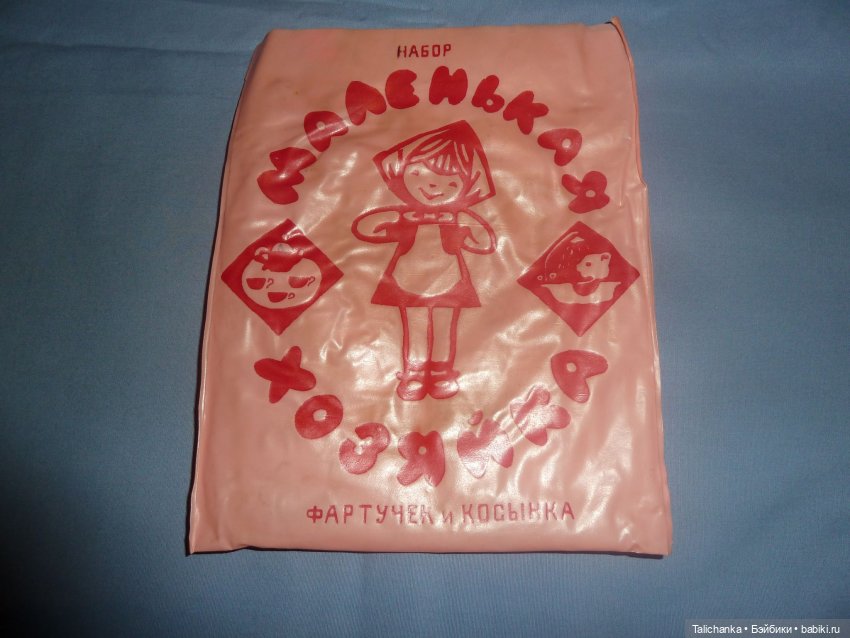 НАБОР
МАЛЕНЬКАЯ
ХОЗЯЙКА
ФАРТУЧЕК и КОСЫНКА
Talichanka • Бэйбики • babiki.ru